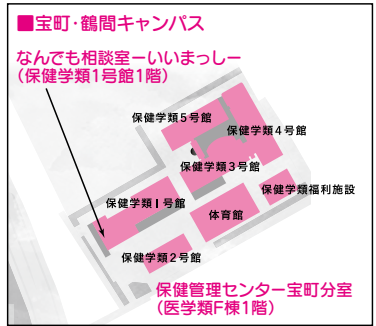 ■宝町・鶴間キャンパス
なんでも相談室ーいいまっしー
(保健学類1号館1階)
保健学類5号館
保健学類4号館
保健学類3号館
保健学類福利施設
保健学類1号館
体育館
保健学類2号館
保健管理センター宝町分室
(医学類F棟1階)